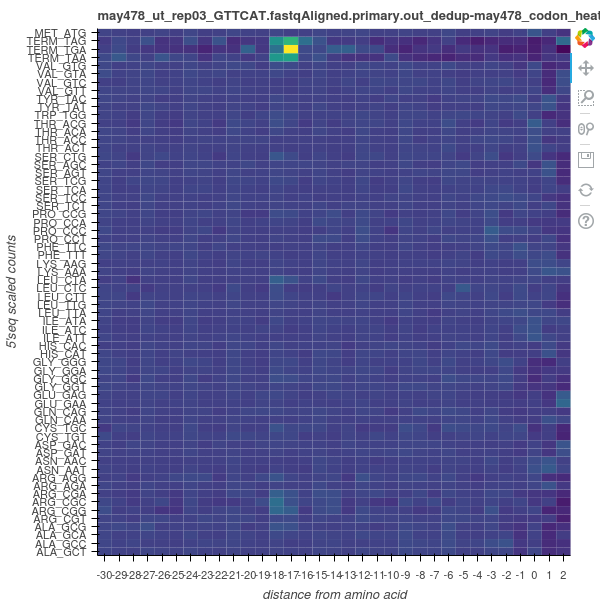 may478_ut_rep03_GTTCAT.fastqAligned.primary.out_dedup-may478_codon_heat
MET_ATG
TERM_TAG
TERM_TGA
TERM_TAA
VAL_GTG
VAL_GTA
VAL_GTC
VAL_GTT
TYR_TAC
TYR_TAT
TRP_TGG
THR_ACG
THR_ACA
THR_ACC
THR_ACT
SER_CTG
SER_AGC
SER_AGT
SER_TCG
SER_TCA
SER_TCC
SER_TCT
PRO_CCG
PRO_CCA
PRO_CCC
PRO_CCT
PHE_TTC
PHE_TTT
LYS_AAG
LYS_AAA
LEU_CTA
LEU_CTC
LEU_CTT
LEU_TTG
LEU_TTA
ILE_ATA
ILE_ATC
ILE_ATT
HIS_CAC
HIS_CAT
GLY_GGG
GLY_GGA
GLY_GGC
GLY_GGT
GLU_GAG
GLU_GAA
GLN_CAG
GLN_CAA
CYS_TGC
CYS_TGT
ASP_GAC
ASP_GAT
ASN_AAC
ASN_AAT
ARG_AGG
ARG_AGA
ARG_CGA
ARG_CGC
ARG_CGG
ARG_CGT
ALA_GCG
ALA_GCA
ALA_GCC
ALA_GCT
5'seq scaled counts
-30 -29 -28 -27 -26 -25 -24 -23 -22 -21 -20 -19 -18 -17 -16 -15 -14 -13 -12 -11 -10 -9 -8 -7 -6 -5 -4 -3 -2 -1 0 1 2
distance from amino acid